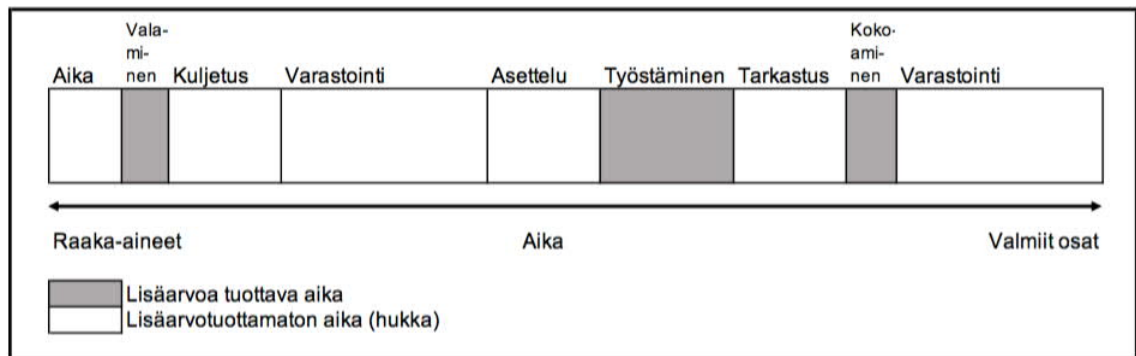 Vala-
mi-
nen
Koko-
ami-
nen
Aika Kuljetus Varastointi Asettelu Työstäminen Tarkastus Varastointi
Raaka-aineet Aika Valmiit osat
Lisäarvoa tuottava aika
Lisäarvotuottamaton aika (hukka)